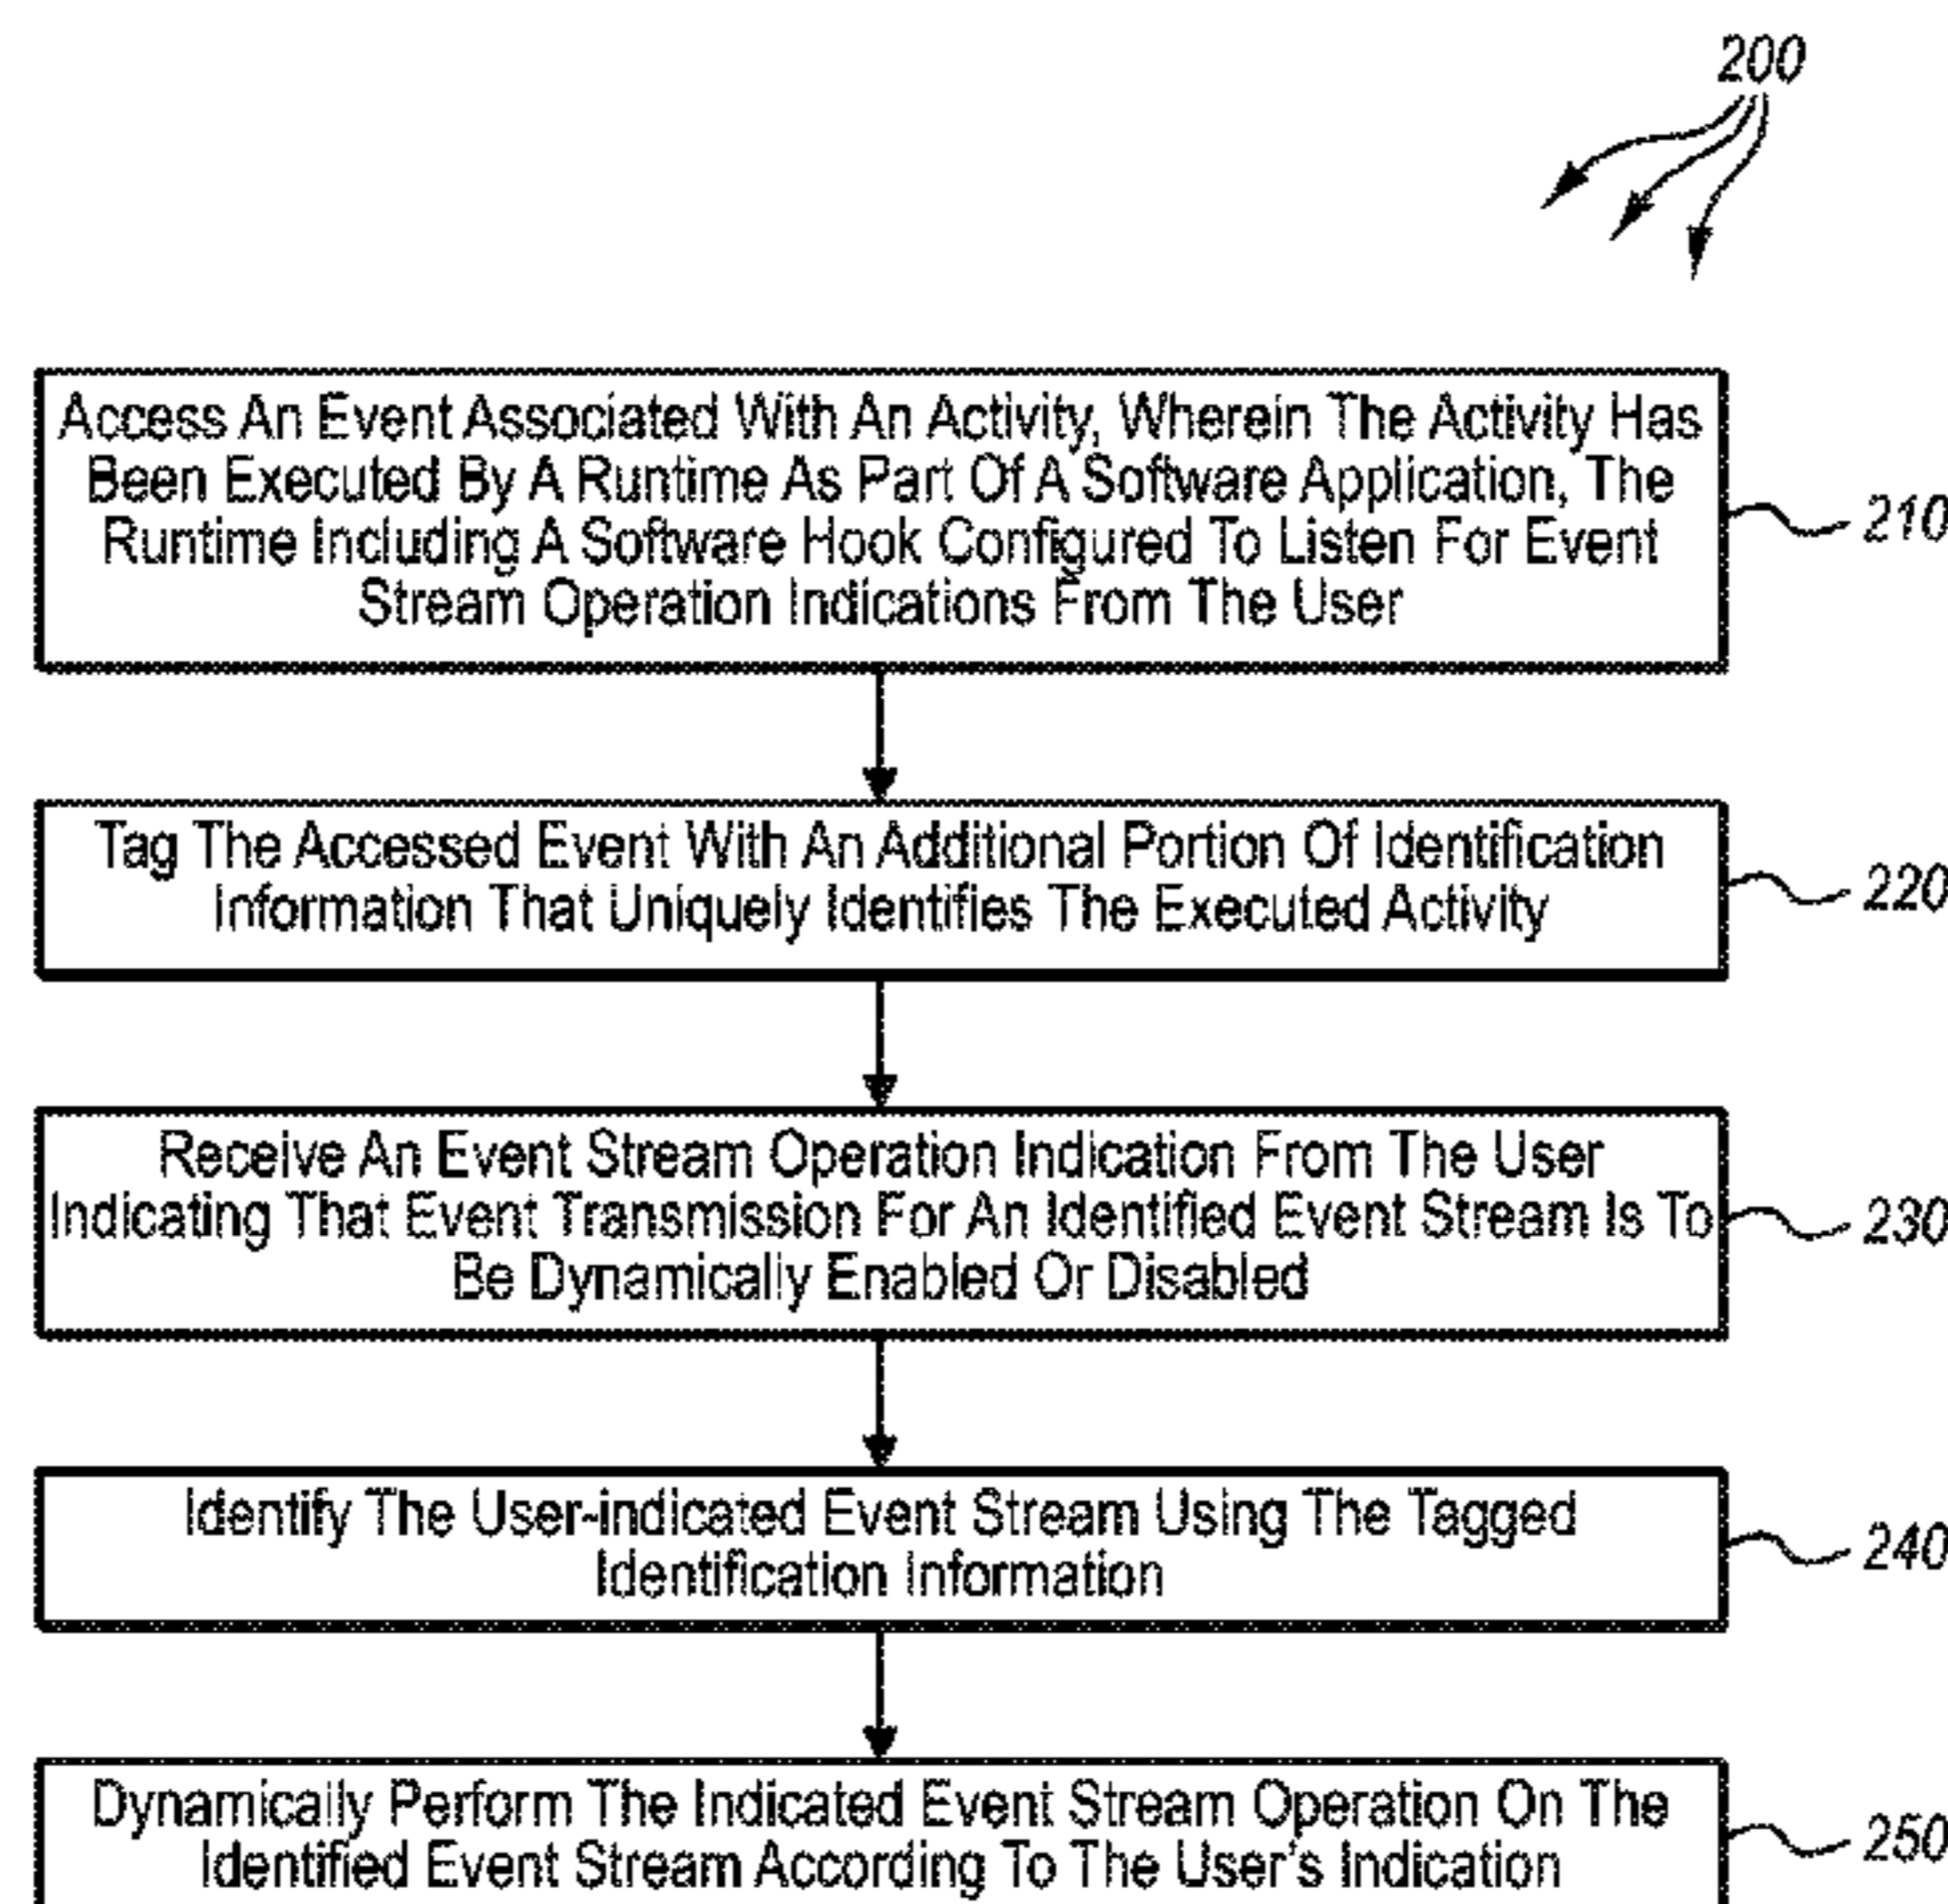 200
Access An Event Associated With An Activity, Wherein The Activity Has
Been Executed By A Runtime As Part Of A Software Application, The
Runtime Including A Software Hook Configured To Listen For Event
Stream Operation Indications From The User
210
Tag The Accessed Event With An Additional Portion Of Identification
Information That Uniquely Identifies The Executed Activity
220
Receive An Event Stream Operation Indication From The User
Indicating That Event Transmission For An Identified Event Stream Is To
Be Dynamically Enabled Or Disabled
230
Identify The User-indicated Event Stream Using The Tagged
Identification Information
240
Dynamically Perform The Indicated Event Stream Operation On The
Identified Event Stream According To The User's Indication
250